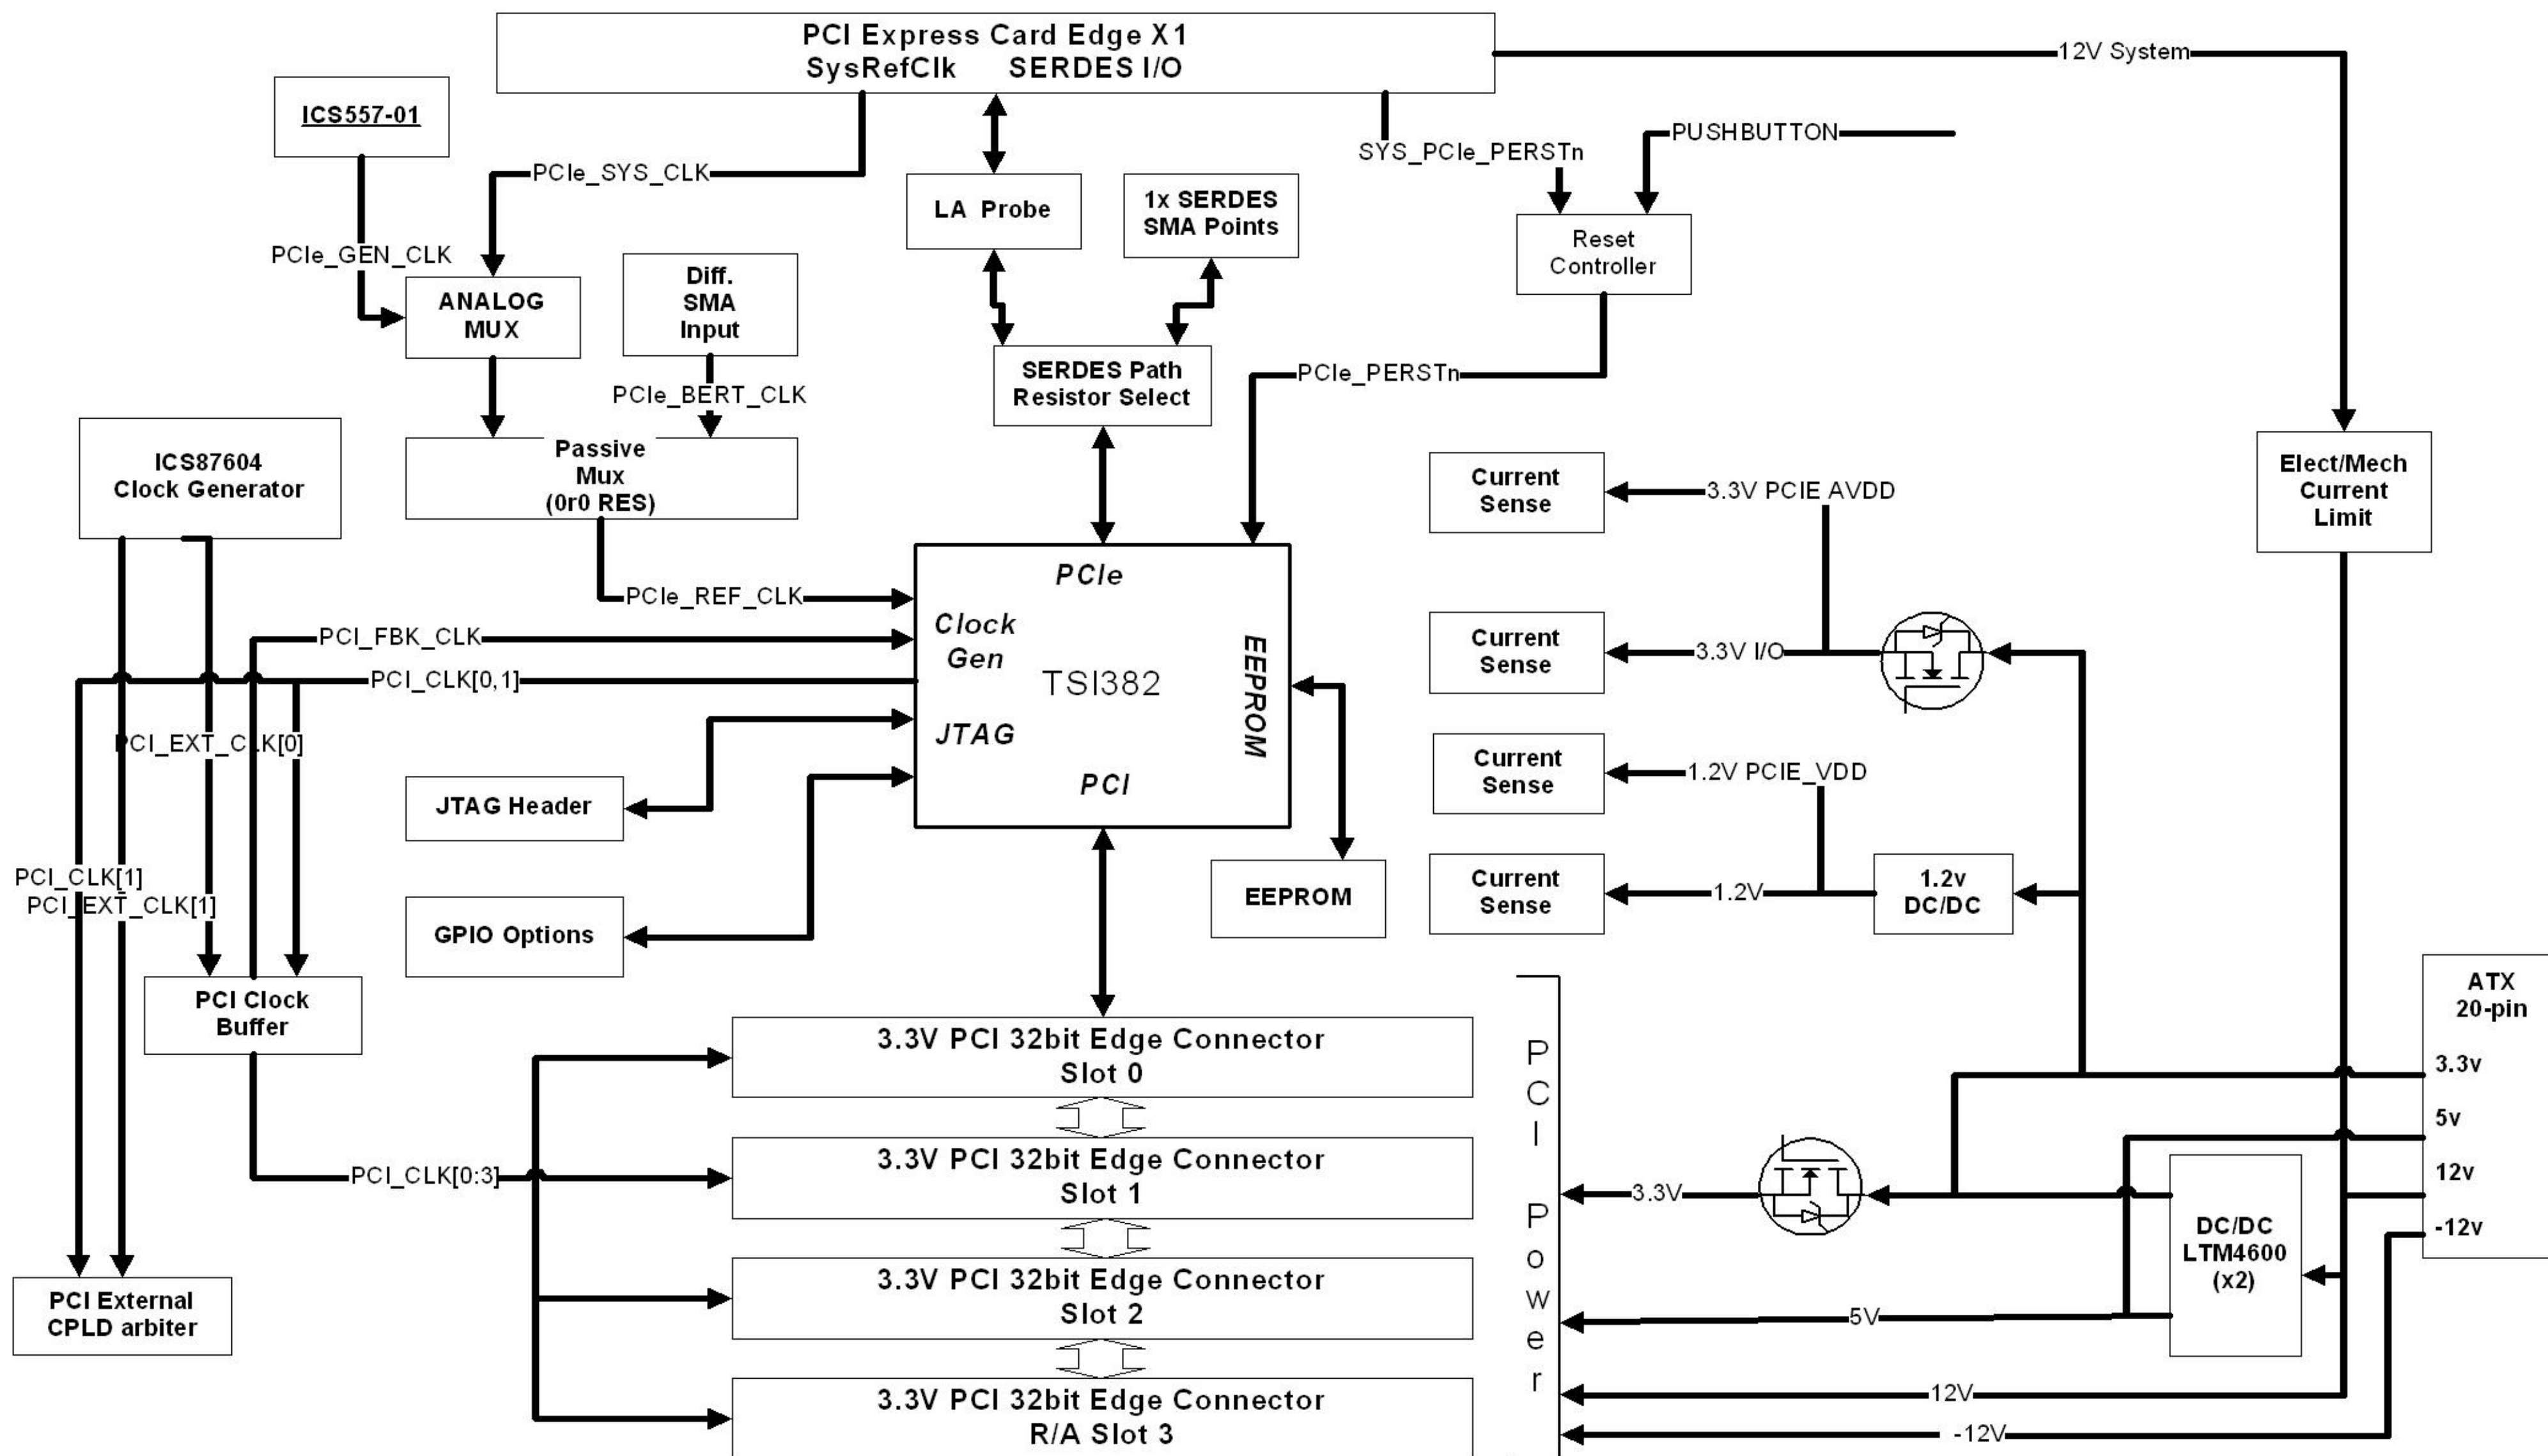 PCI Express Card Edge X1
SysRefClk SERDES I/O
12V System
ICS557-01
PUSHBUTTON
SYS_PCIe_PERSTn
PCIe_SYS_CLK
LA Probe
1x SERDES
SMA Points
Reset
Controller
PCIe_GEN_CLK
ANALOG
MUX
Diff.
SMA
Input
PCIe_BERT_CLK
SERDES Path
Resistor Select
PCIe_PERSTn
ICS87604
Clock Generator
Passive
Mux
(0r0 RES)
Current
Sense
3.3V PCIE AVDD
Elect/Mech
Current
Limit
PCIe_REF_CLK
PCI_FBK_CLK
PCI_CLK[0,1]
PCIe
Clock
Gen
TSI382
JTAG
PCI
EEPROM
Current
Sense
3.3V I/O
PCI_EXT_CLK[0]
JTAG Header
Current
Sense
1.2V PCIE_VDD
PCI_CLK[1]
PCI_EXT_CLK[1]
GPIO Options
EEPROM
Current
Sense
1.2V
1.2v
DC/DC
PCI Clock
Buffer
ATX
20-pin
3.3v
5v
12v
-12v
3.3V PCI 32bit Edge Connector
Slot 0
PCI_CLK[0:3]
3.3V PCI 32bit Edge Connector
Slot 1
3.3V PCI 32bit Edge Connector
Slot 2
3.3V PCI 32bit Edge Connector
R/A Slot 3
PCI Power
3.3V
DC/DC
LTM4600
(x2)
5V
12V
-12V
PCI External
CPLD arbiter